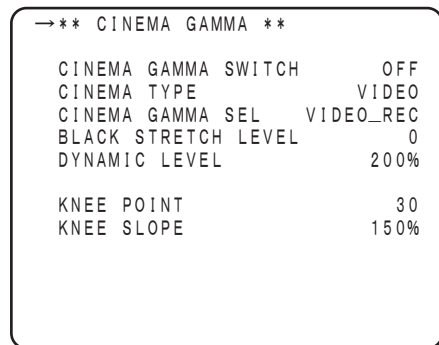 →** CINEMA GAMMA **
CINEMA GAMMA SWITCH OFF
CINEMA TYPE VIDEO
CINEMA GAMMA SEL VIDEO_REC
BLACK STRETCH LEVEL 0
DYNAMIC LEVEL 200%
KNEE POINT 30
KNEE SLOPE 150%